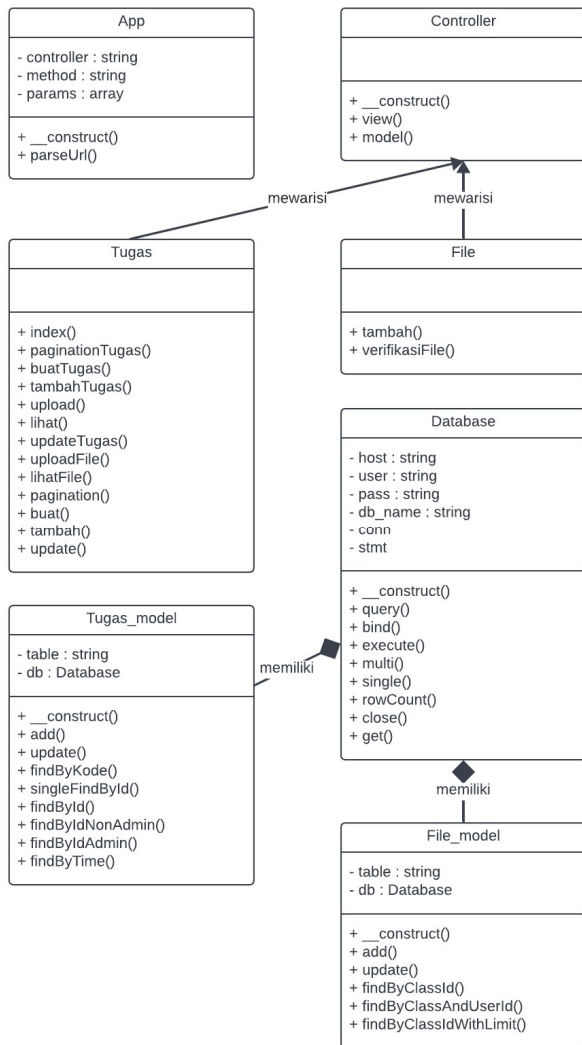 App
- controller : string
- method : string
- params : array
+ __construct()
+ parseUrl()
Controller
+ __construct()
+ view()
+ model()
mewarisi
mewarisi
Tugas
+ index()
+ paginationTugas()
+ buatTugas()
+ tambahTugas()
+ upload()
+ lihat()
+ updateTugas()
+ uploadFile()
+ lihatFile()
+ pagination()
+ buat()
+ tambah()
+ update()
File
+ tambah()
+ verifikasiFile()
Database
- host : string
- user : string
- pass : string
- db_name : string
- conn
- stmt
+ __construct()
+ query()
+ bind()
+ execute()
+ multi()
+ single()
+ rowCount()
+ close()
+ get()
Tugas_model
- table : string
- db : Database
+ __construct()
+ add()
+ update()
+ findByKode()
+ singleFindById()
+ findById()
+ findByIdNonAdmin()
+ findByIdAdmin()
+ findByTime()
memiliki
memiliki
File_model
- table : string
- db : Database
+ __construct()
+ add()
+ update()
+ findByClassId()
+ findByClassAndUserId()
+ findByClassIdWithLimit()